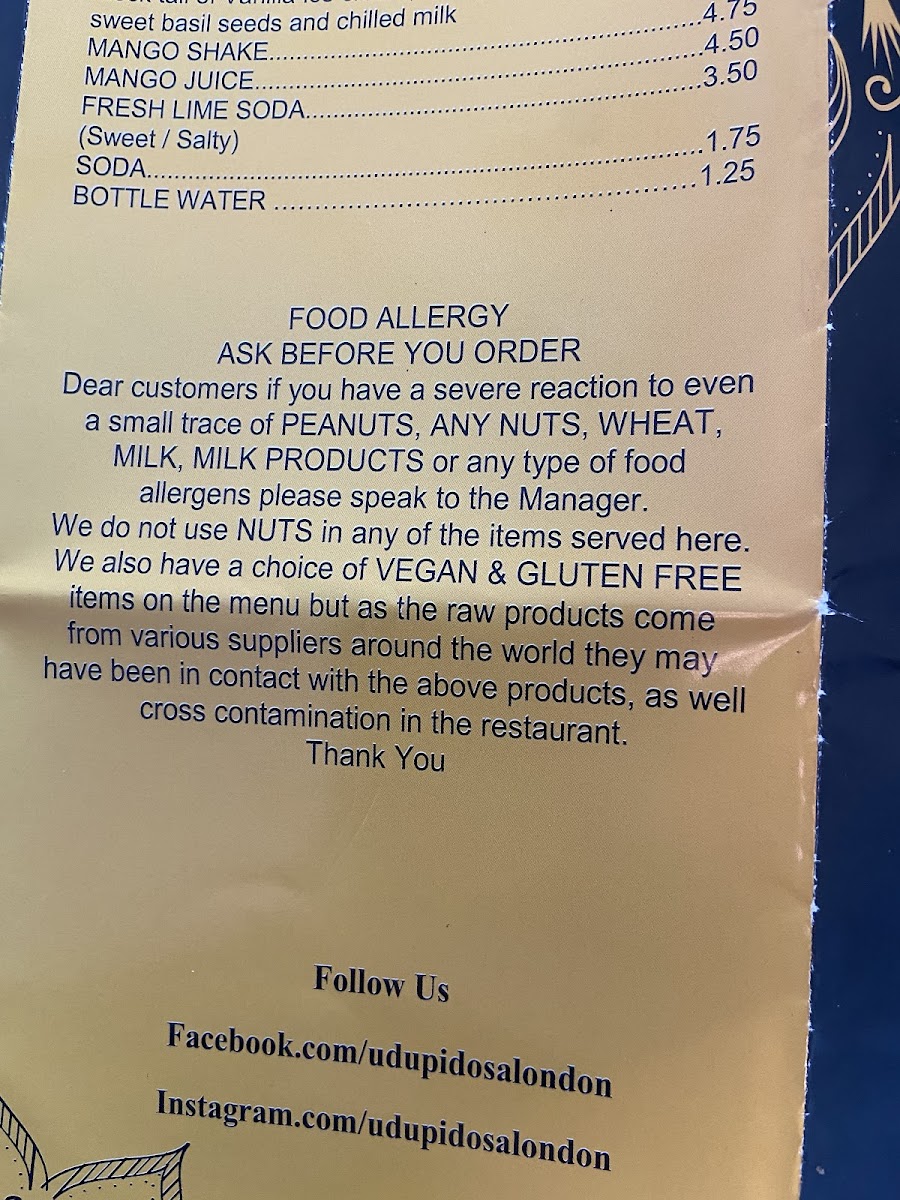 sweet basil seeds and chilled milk
MANGO SHAKE..........................................................4.75
MANGO JUICE..........................................................4.50
FRESH LIME SODA....................................................3.50
(Sweet / Salty)
SODA.......................................................................1.75
BOTTLE WATER ......................................................1.25
FOOD ALLERGY
ASK BEFORE YOU ORDER
Dear customers if you have a severe reaction to even
a small trace of PEANUTS, ANY NUTS, WHEAT,
MILK, MILK PRODUCTS or any type of food
allergens please speak to the Manager.
We do not use NUTS in any of the items served here.
We also have a choice of VEGAN & GLUTEN FREE
items on the menu but as the raw products come
from various suppliers around the world they may
have been in contact with the above products, as well
cross contamination in the restaurant.
Thank You
Follow Us
Facebook.com/udupidosalondon
Instagram.com/udupidosalondon